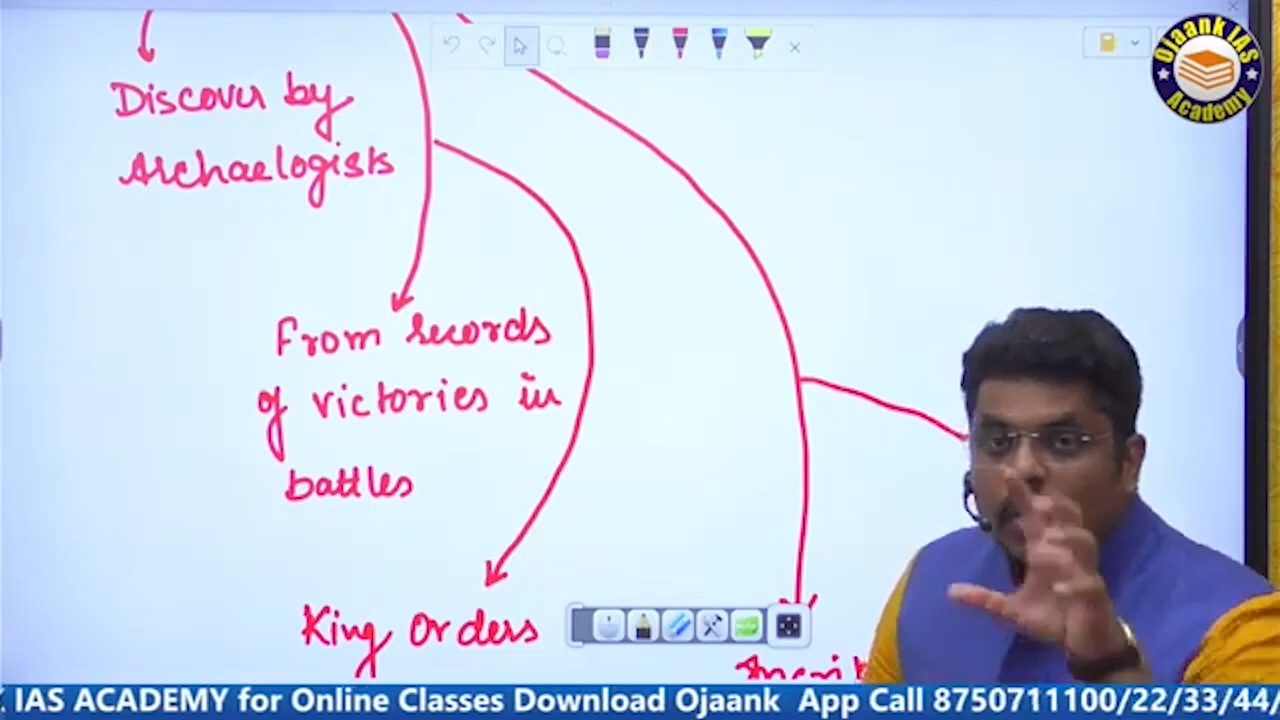 Ojaank IAS
Academy
Discover by
Archaelogists
From records
of victories in
battles
King Orders
IAS ACADEMY for Online Classes Download Ojaank App Call 8750711100/22/33/44/